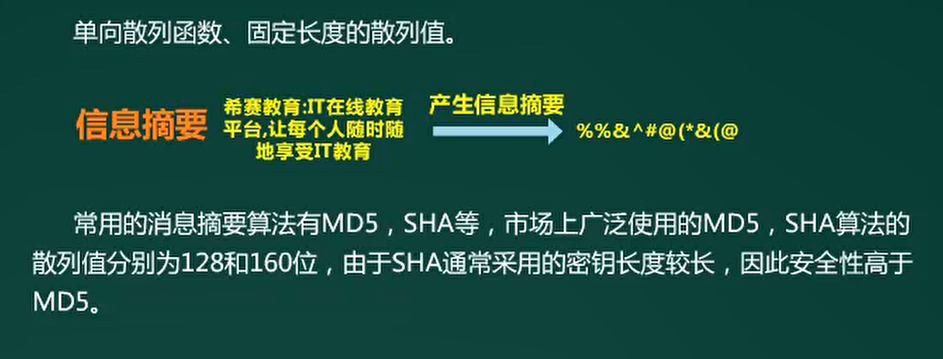 单向散列函数、固定长度的散列值。
信息摘要
希赛教育:IT在线教育
平台,让每个人随时随
地享受IT教育
产生信息摘要
%%&^#@(*&(@
常用的消息摘要算法有MD5，SHA等，市场上广泛使用的MD5，SHA算法的
散列值分别为128和160位，由于SHA通常采用的密钥长度较长，因此安全性高于
MD5。